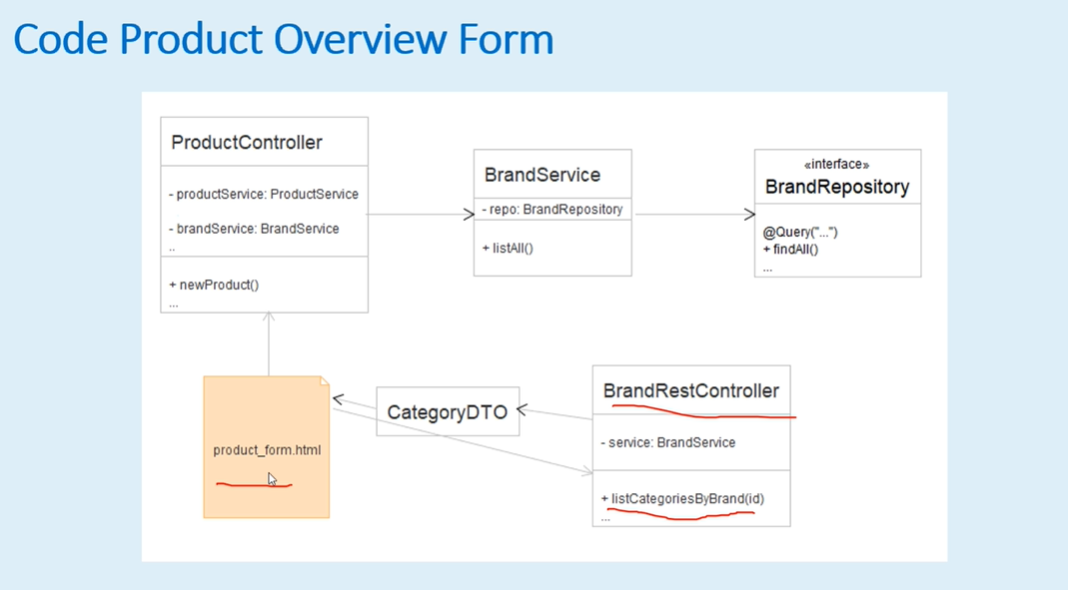 Code Product Overview Form
ProductController
- productService: ProductService
- brandService: BrandService
..
+ newProduct()
...
BrandService
- repo: BrandRepository
+ listAll()
«interface»
BrandRepository
@Query("...")
+ findAll()
...
product_form.html
CategoryDTO
BrandRestController
- service: BrandService
+ listCategoriesByBrand(id)
...